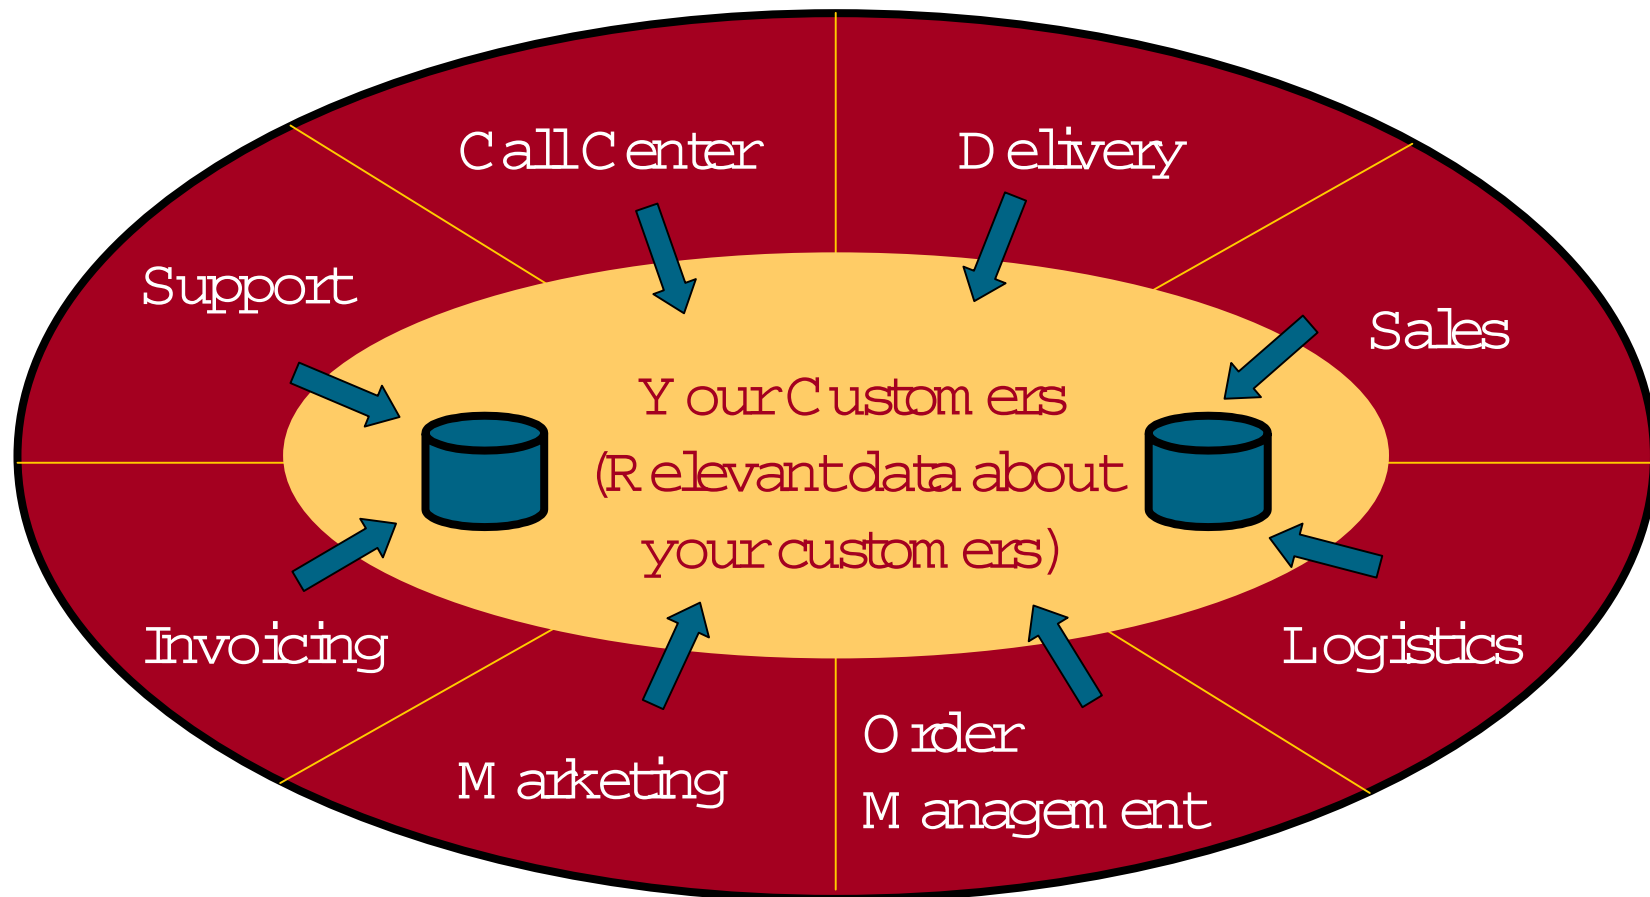 Call Center
Delivery
Support
Sales
Your Customers
(Relevant data about
your customers)
Invoicing
Logistics
Marketing
Order
Management